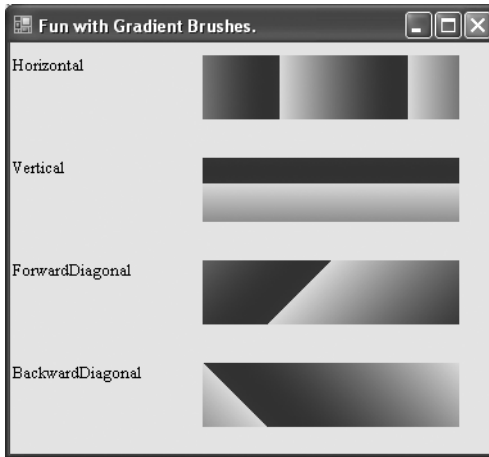 Fun with Gradient Brushes.
Horizontal
Vertical
ForwardDiagonal
BackwardDiagonal